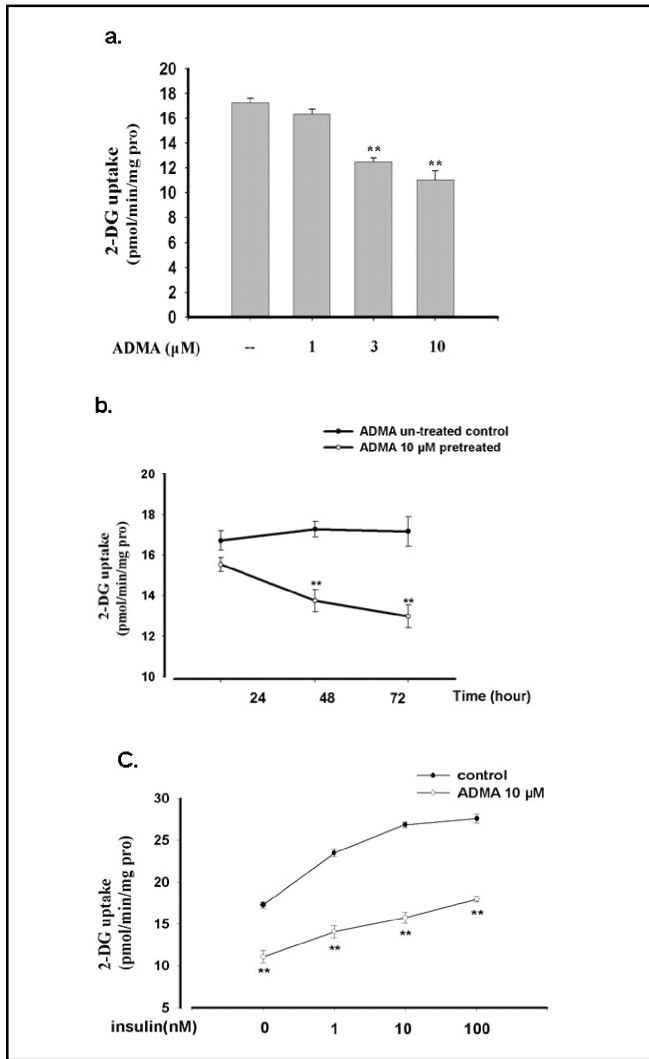 a.
20
18
16
14
12
10
8
6
4
2
0
2-DG uptake
(pmol/min/mg pro)
**
**
ADMA (µM) -- 1 3 10
b.
ADMA un-treated control
ADMA 10 µM pretreated
20
18
16
14
12
10
2-DG uptake
(pmol/min/mg pro)
**
**
24 48 72 Time (hour)
C.
control
ADMA 10 µM
30
25
20
15
10
5
2-DG uptake
(pmol/min/mg pro)
**
**
**
**
insulin(nM) 0 1 10 100